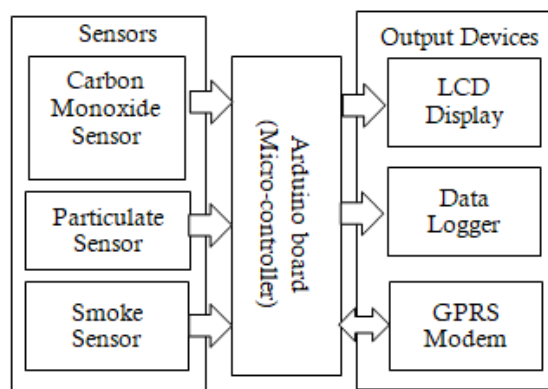 Sensors
Carbon
Monoxide
Sensor
Particulate
Sensor
Smoke
Sensor
Arduino board
(Micro-controller)
Output Devices
LCD
Display
Data
Logger
GPRS
Modem